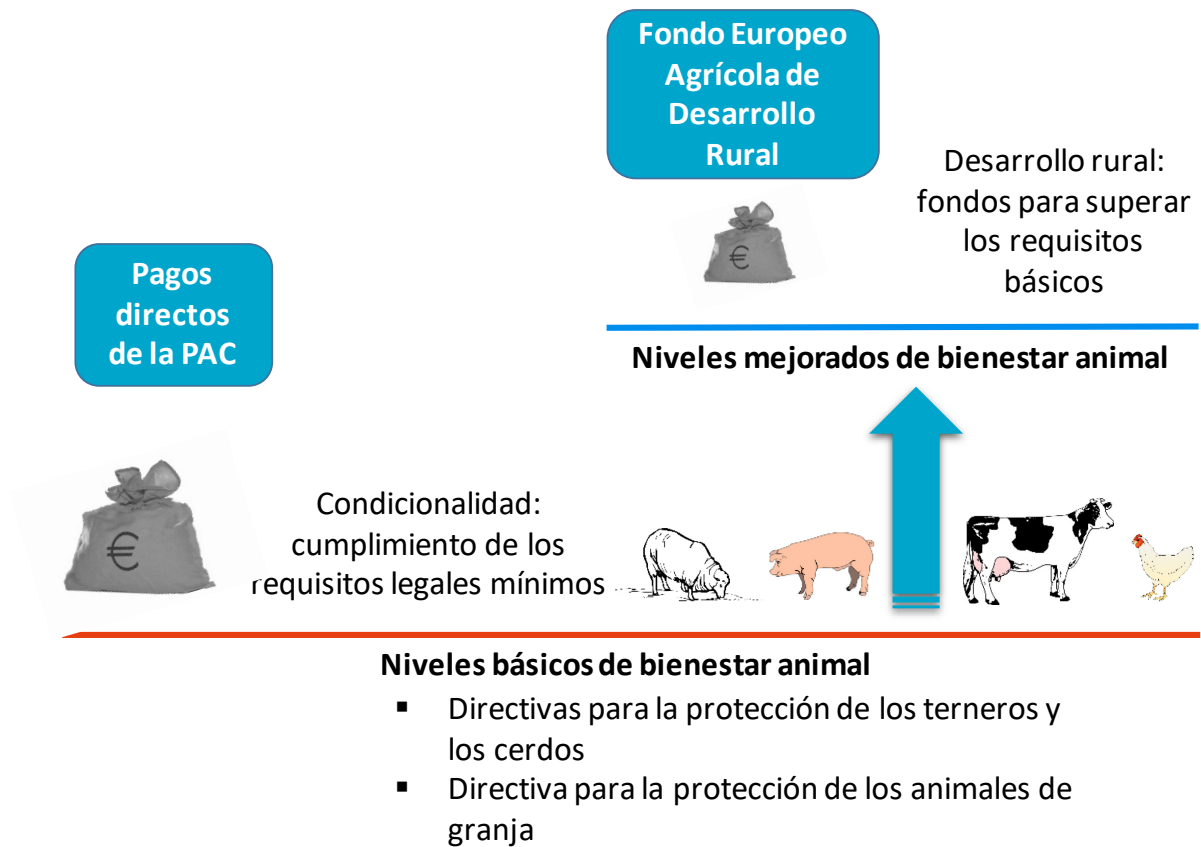 Fondo Europeo
Agrícola de
Desarrollo
Rural
Desarrollo rural:
fondos para superar
los requisitos
básicos
€
Pagos
directos
de la PAC
Niveles mejorados de bienestar animal
€
Condicionalidad:
cumplimiento de los
requisitos legales mínimos
Niveles básicos de bienestar animal
▪ Directivas para la protección de los terneros y
los cerdos
▪ Directiva para la protección de los animales de
granja